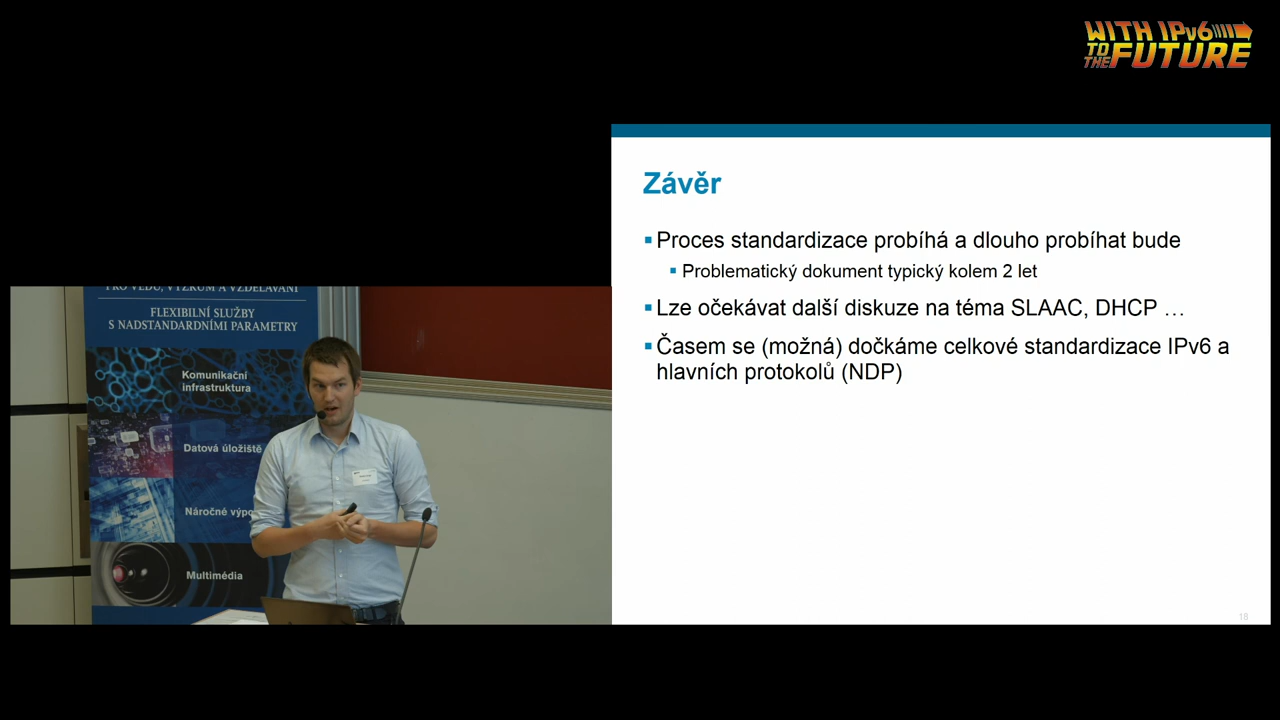 WITH IPv6
TO THE FUTURE
Závěr
Proces standardizace probíhá a dlouho probíhat bude
Problematický dokument typický kolem 2 let
Lze očekávat další diskuze na téma SLAAC, DHCP …
Časem se (možná) dočkáme celkové standardizace IPv6 a
hlavních protokolů (NDP)
18
PRO VĚDU, VÝZKUM A VZDĚLÁVÁNÍ
FLEXIBILNÍ SLUŽBY
S NADSTANDARDNÍMI PARAMETRY
Komunikační
infrastruktura
Datová úložiště
Náročné výpo
Multimédia